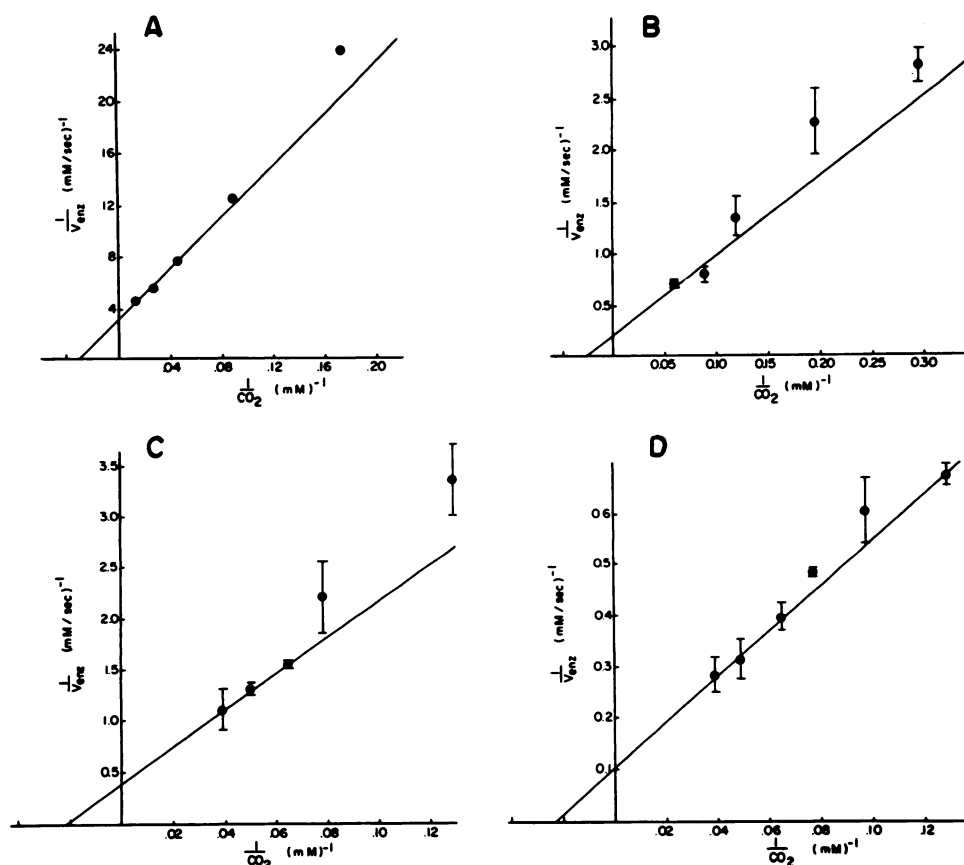 A
24
20
16
12
8
4
1/Venz (mM/sec)⁻¹
.04 .08 .12 .16 .20
1/CO₂ (mM)⁻¹
B
3.0
2.5
2.0
1.5
1.0
0.5
1/Venz (mM/sec)⁻¹
0.05 0.10 0.15 0.20 0.25 0.30
1/CO₂ (mM)⁻¹
C
3.5
3.0
2.5
2.0
1.5
1.0
0.5
1/Venz (mM/sec)⁻¹
.02 .04 .06 .08 .10 .12
1/CO₂ (mM)⁻¹
D
0.6
0.5
0.4
0.3
0.2
0.1
1/Venz (mM/sec)⁻¹
.02 .04 .06 .08 .10 .12
1/CO₂ (mM)⁻¹